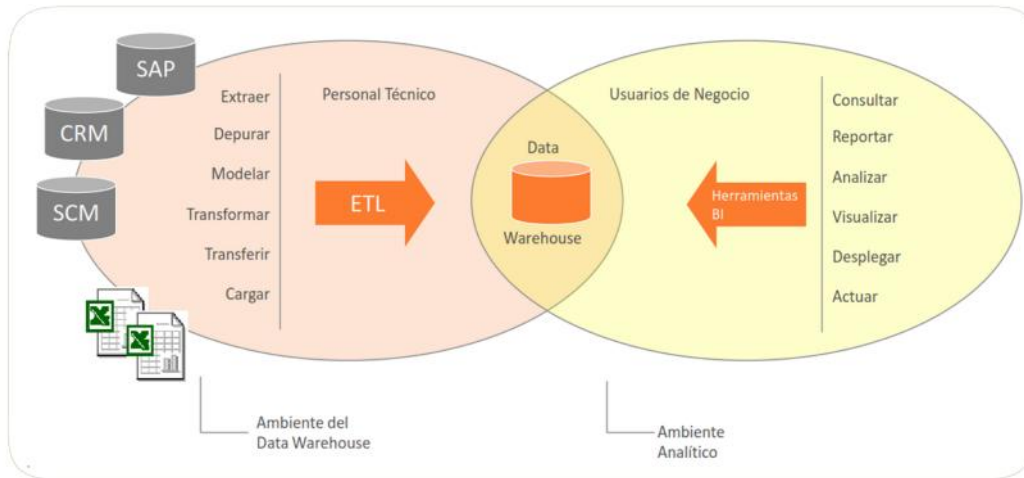 SAP
CRM
SCM
Extraer
Depurar
Modelar
Transformar
Transferir
Cargar
Personal Técnico
ETL
Data
Warehouse
Usuarios de Negocio
Herramientas
BI
Consultar
Reportar
Analizar
Visualizar
Desplegar
Actuar
Ambiente del
Data Warehouse
Ambiente
Analítico